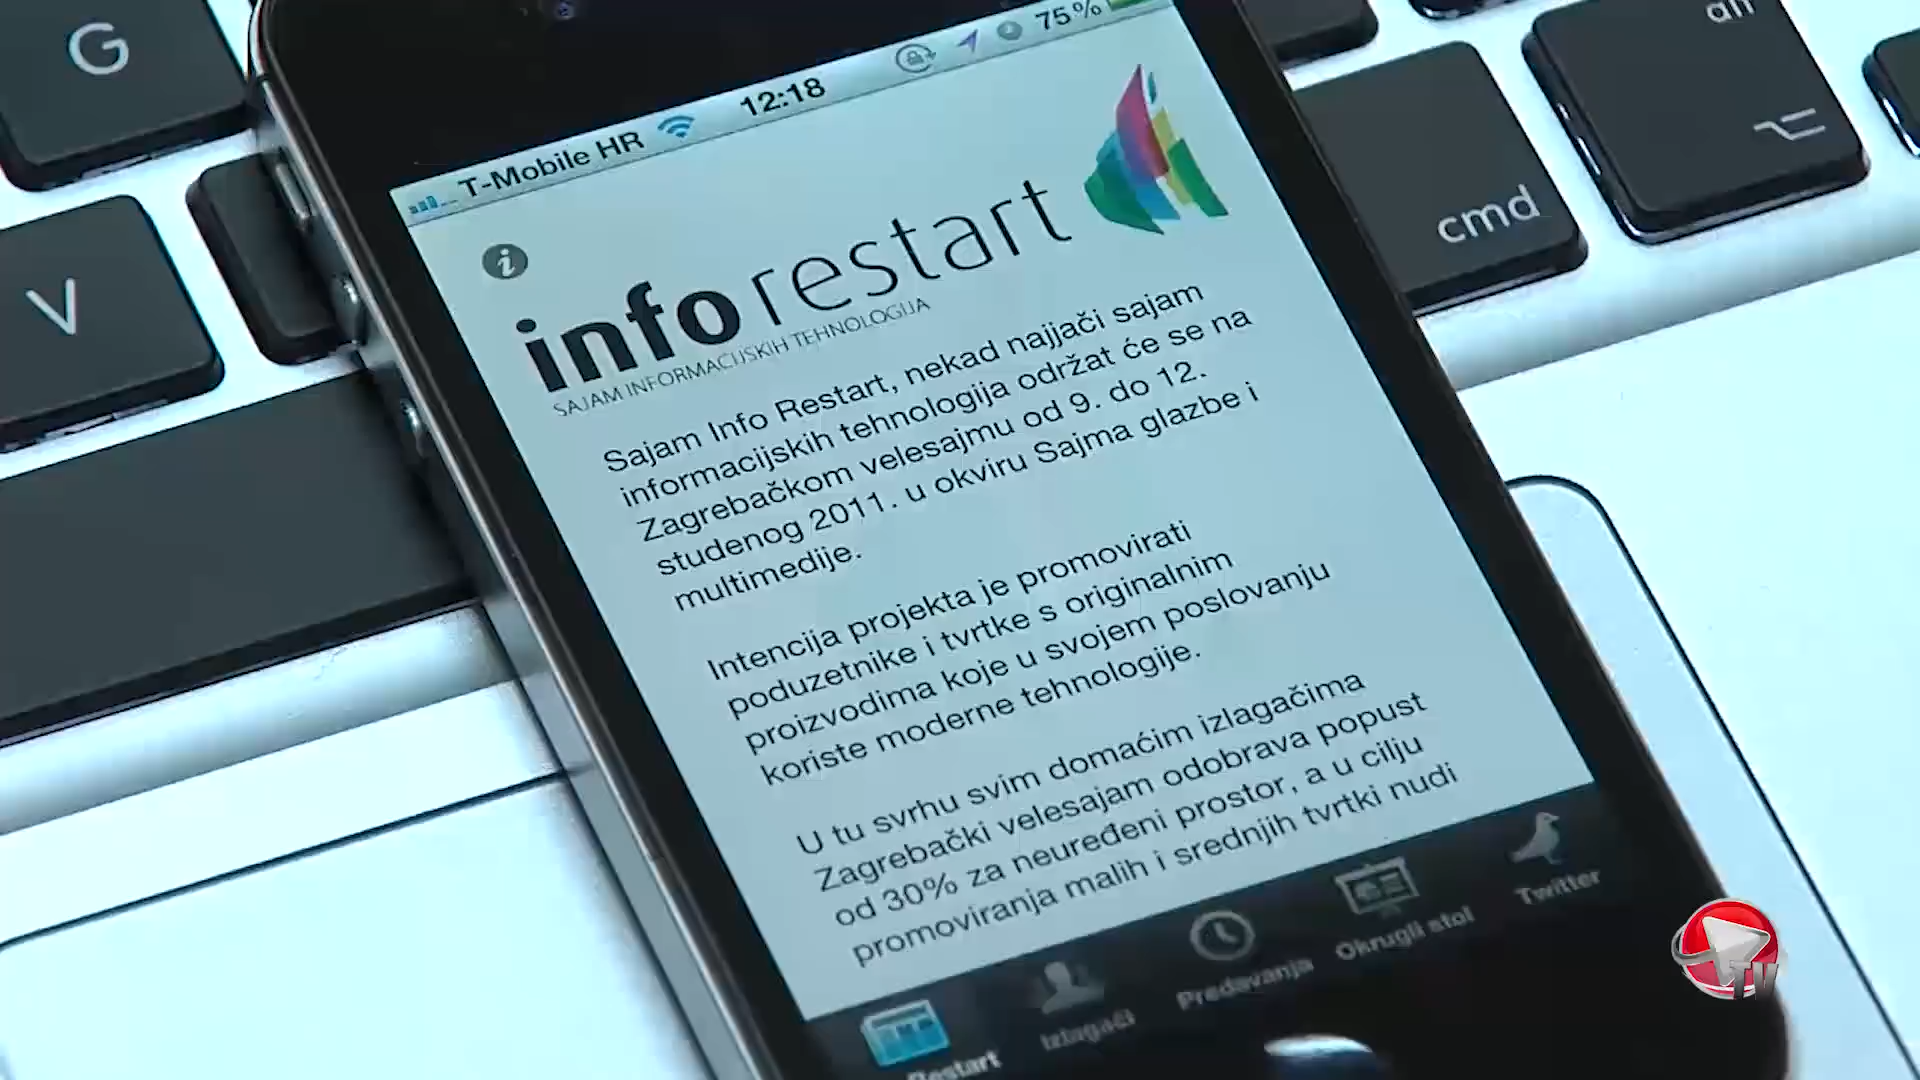 G
alt
V
cmd
T-Mobile HR 12:18 75%
info restart
SAJAM INFORMACIJSKIH TEHNOLOGIJA
Sajam Info Restart, nekad najjači sajam
informacijskih tehnologija održat će se na
Zagrebačkom velesajmu od 9. do 12.
studenog 2011. u okviru Sajma glazbe i
multimedije.
Intencija projekta je promovirati
poduzetnike i tvrtke s originalnim
proizvodima koje u svojem poslovanju
koriste moderne tehnologije.
U tu svrhu svim domaćim izlagačima
Zagrebački velesajam odobrava popust
od 30% za neuređeni prostor, a u cilju
promoviranja malih i srednjih tvrtki nudi
Restart Izlagači Predavanja Okrugli stol Twitter
TV